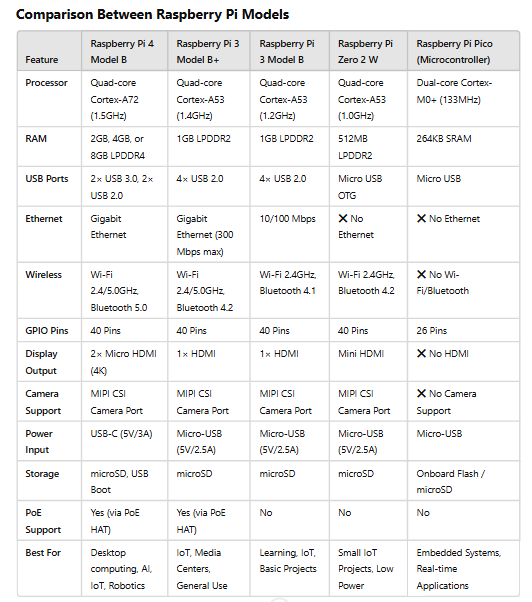 Comparison Between Raspberry Pi Models
Feature | Raspberry Pi 4 Model B | Raspberry Pi 3 Model B+ | Raspberry Pi 3 Model B | Raspberry Pi Zero 2 W | Raspberry Pi Pico (Microcontroller)
Processor | Quad-core Cortex-A72 (1.5GHz) | Quad-core Cortex-A53 (1.4GHz) | Quad-core Cortex-A53 (1.2GHz) | Quad-core Cortex-A53 (1.0GHz) | Dual-core Cortex-M0+ (133MHz)
RAM | 2GB, 4GB, or 8GB LPDDR4 | 1GB LPDDR2 | 1GB LPDDR2 | 512MB LPDDR2 | 264KB SRAM
USB Ports | 2× USB 3.0, 2× USB 2.0 | 4× USB 2.0 | 4× USB 2.0 | Micro USB OTG | Micro USB
Ethernet | Gigabit Ethernet | Gigabit Ethernet (300 Mbps max) | 10/100 Mbps | ❌ No Ethernet | ❌ No Ethernet
Wireless | Wi-Fi 2.4/5.0GHz, Bluetooth 5.0 | Wi-Fi 2.4/5.0GHz, Bluetooth 4.2 | Wi-Fi 2.4GHz, Bluetooth 4.1 | Wi-Fi 2.4GHz, Bluetooth 4.2 | ❌ No Wi-Fi/Bluetooth
GPIO Pins | 40 Pins | 40 Pins | 40 Pins | 40 Pins | 26 Pins
Display Output | 2× Micro HDMI (4K) | 1× HDMI | 1× HDMI | Mini HDMI | ❌ No HDMI
Camera Support | MIPI CSI Camera Port | MIPI CSI Camera Port | MIPI CSI Camera Port | MIPI CSI Camera Port | ❌ No Camera Support
Power Input | USB-C (5V/3A) | Micro-USB (5V/2.5A) | Micro-USB (5V/2.5A) | Micro-USB (5V/2.5A) | Micro-USB
Storage | microSD, USB Boot | microSD | microSD | microSD | Onboard Flash / microSD
PoE Support | Yes (via PoE HAT) | Yes (via PoE HAT) | No | No | No
Best For | Desktop computing, AI, IoT, Robotics | IoT, Media Centers, General Use | Learning, IoT, Basic Projects | Small IoT Projects, Low Power | Embedded Systems, Real-time Applications